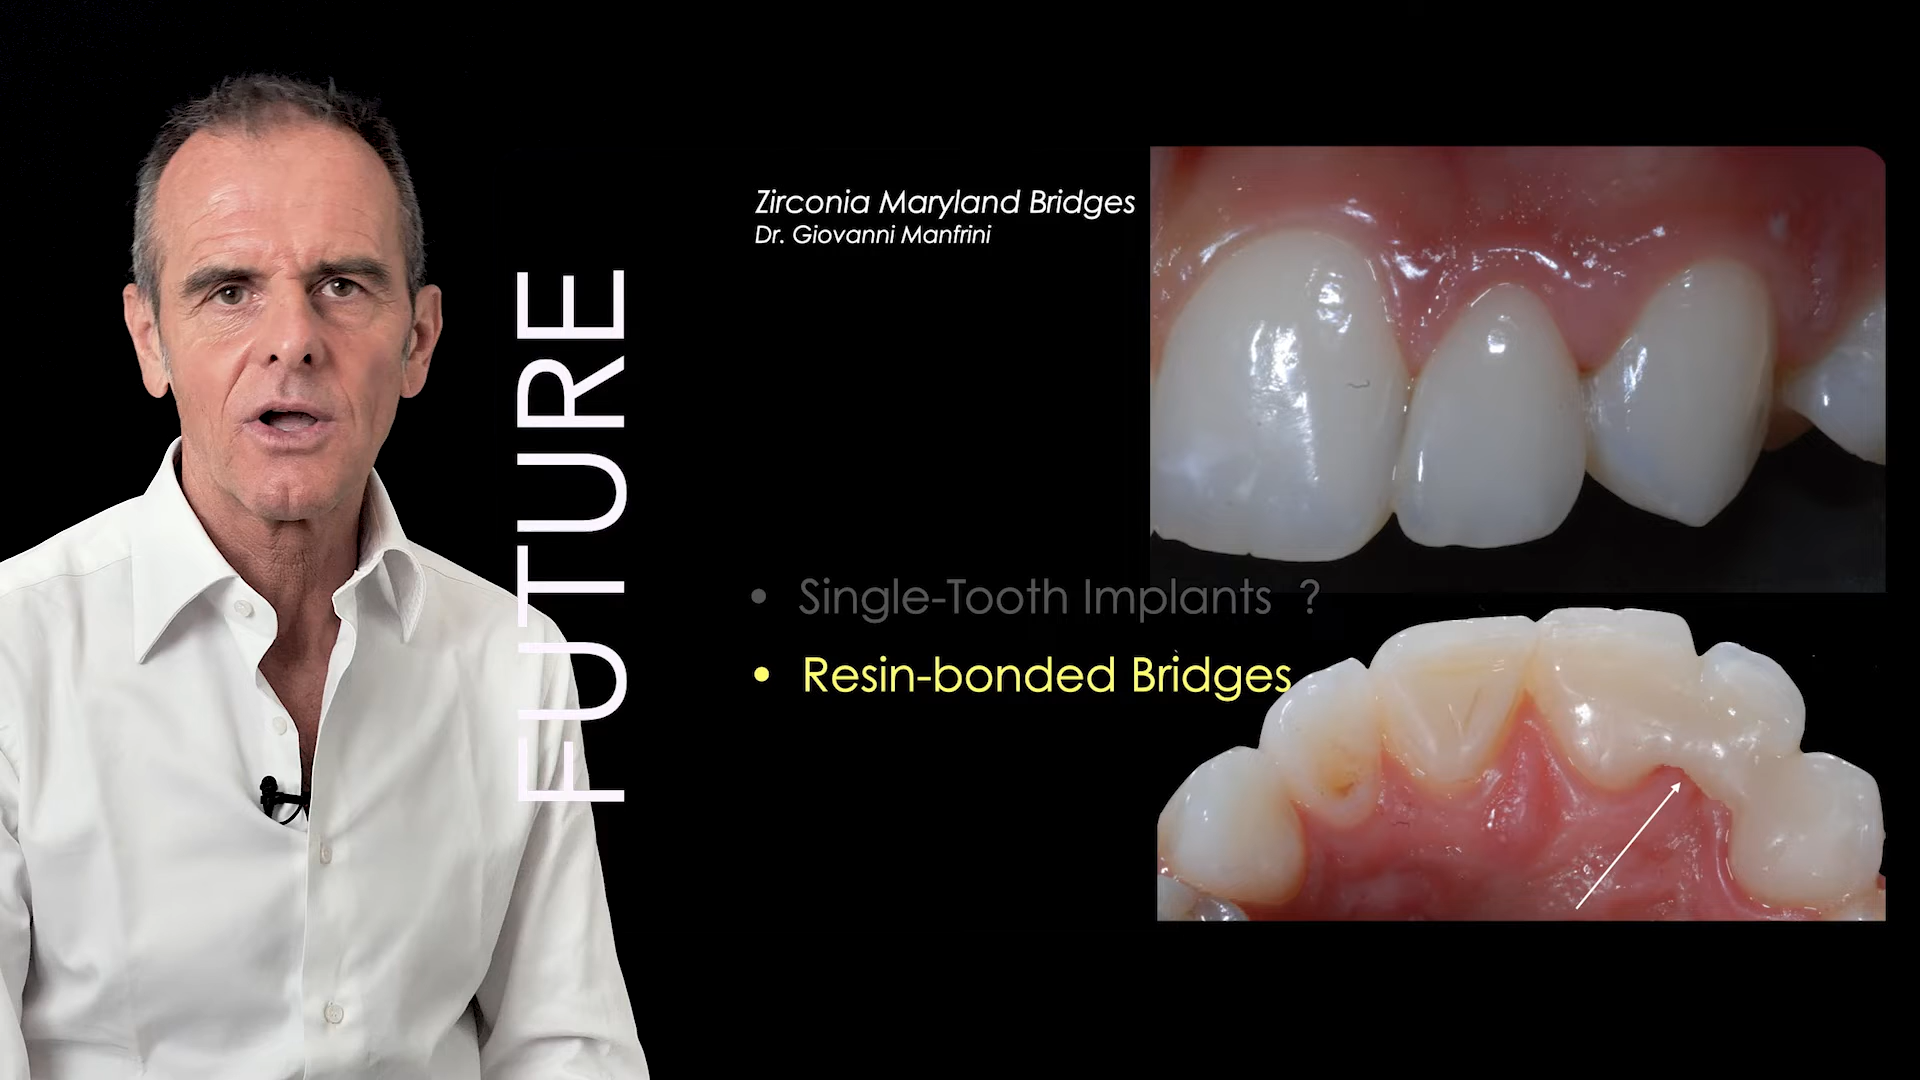 FUTURE
Zirconia Maryland Bridges
Dr. Giovanni Manfrini
• Single-Tooth Implants ?
• Resin-bonded Bridges